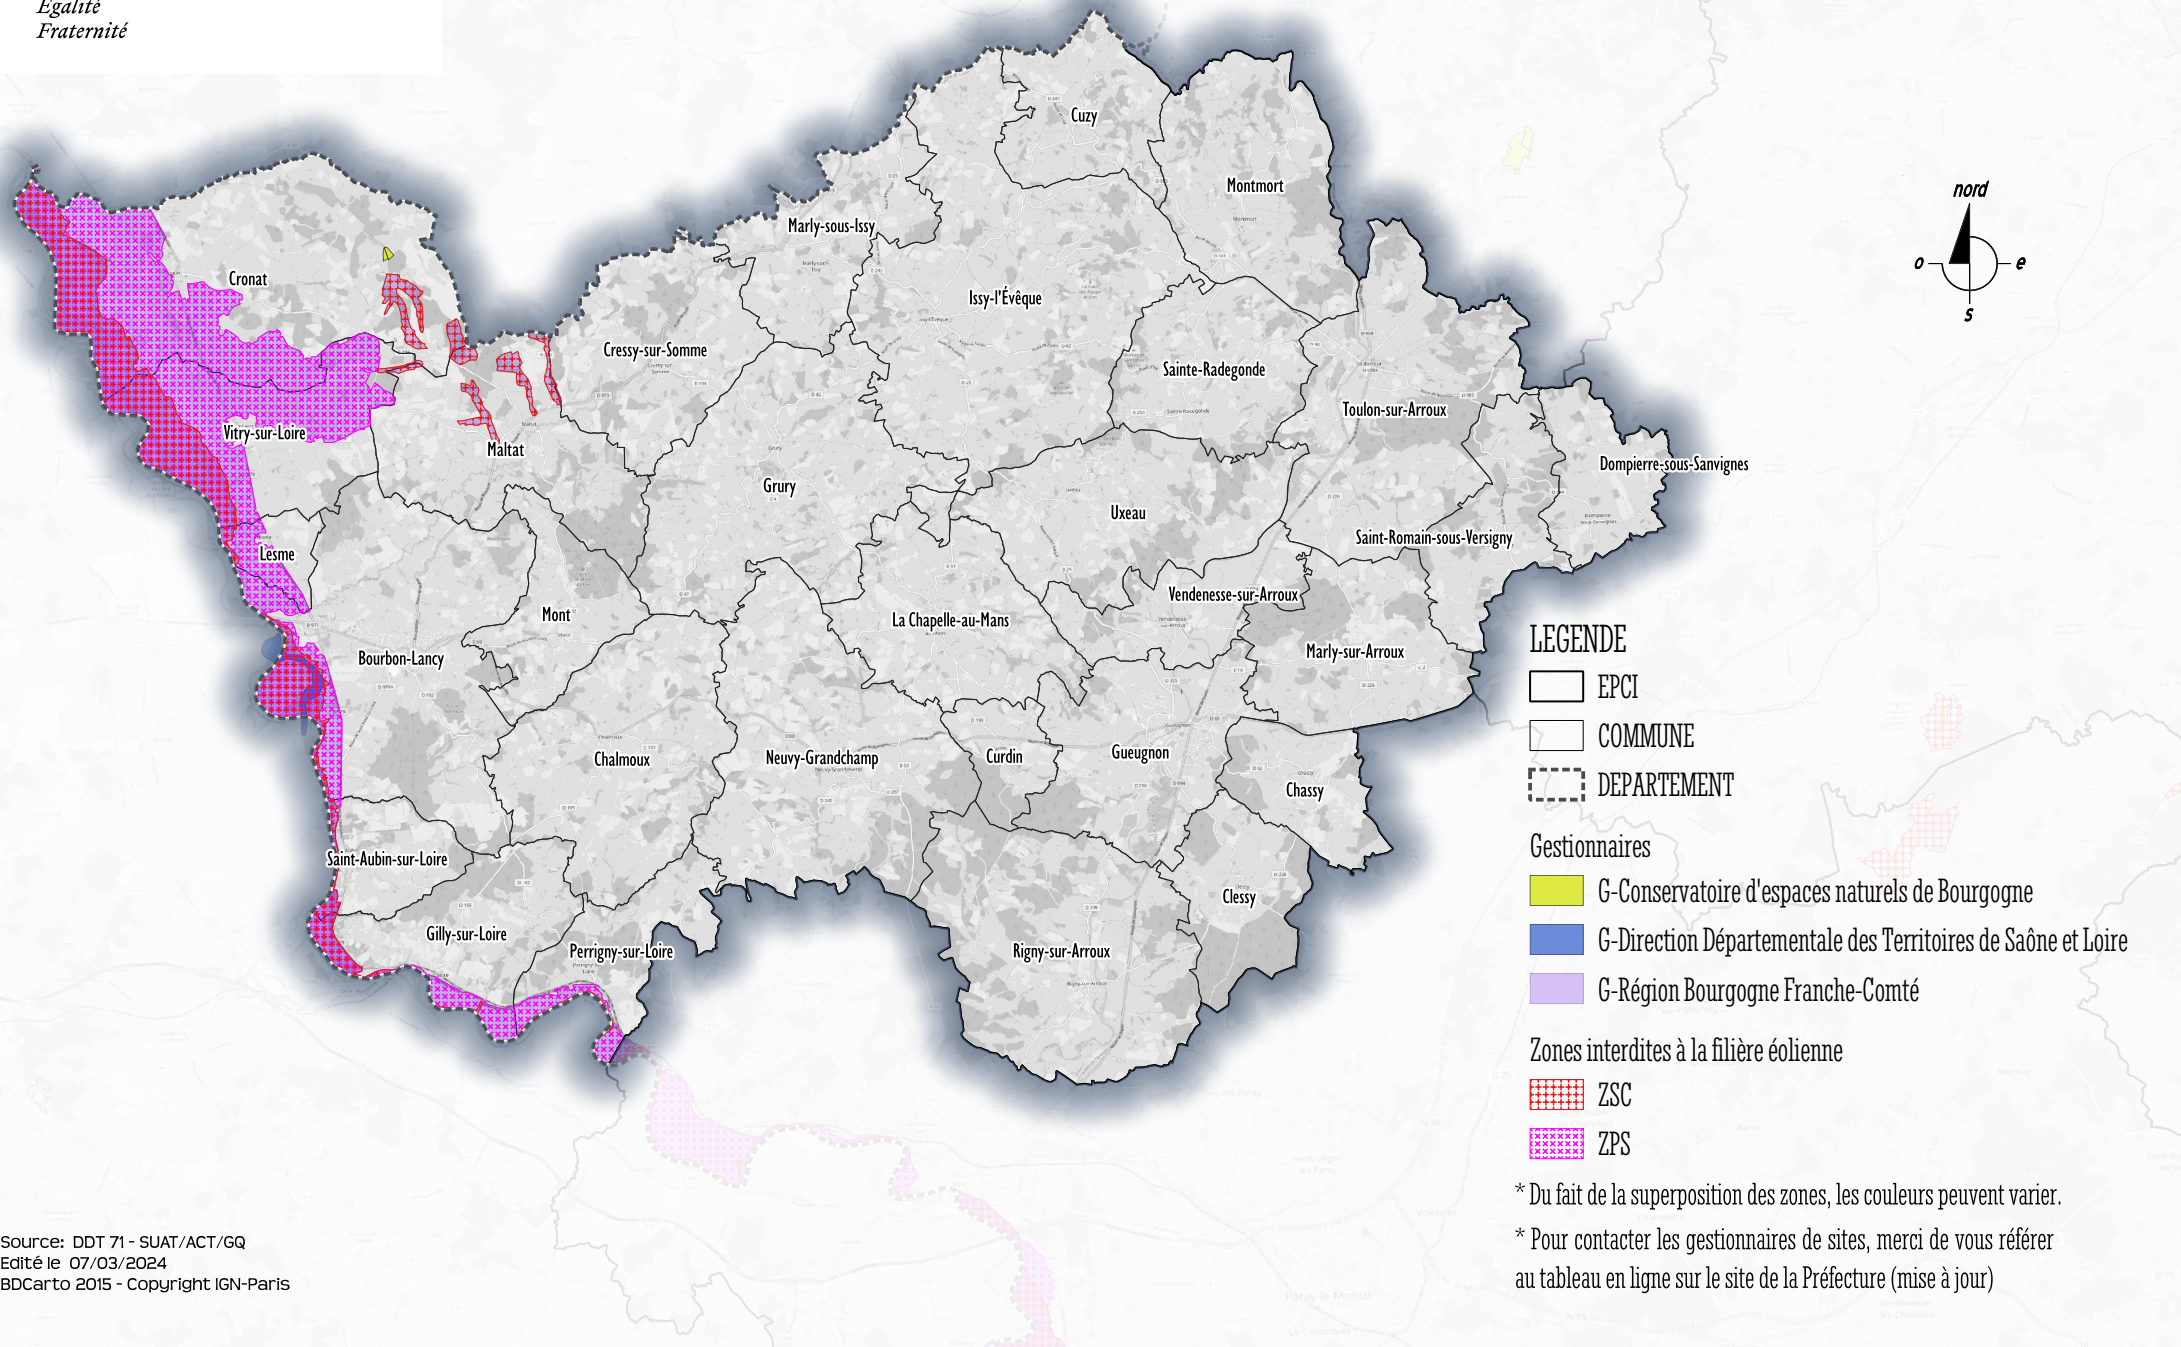 Égalité
Fraternité
Cuzy
Montmort
Marly-sous-Issy
Cronat
Issy-l'Évêque
Cressy-sur-Somme
Sainte-Radegonde
Toulon-sur-Arroux
Vitry-sur-Loire
Maltat
Dompierre-sous-Sanvignes
Grury
Uxeau
Saint-Romain-sous-Versigny
Lesme
Mont
Vendenesse-sur-Arroux
La Chapelle-au-Mans
Bourbon-Lancy
Marly-sur-Arroux
Chalmoux
Neuvy-Grandchamp
Curdin
Gueugnon
Chassy
Saint-Aubin-sur-Loire
Clessy
Gilly-sur-Loire
Perrigny-sur-Loire
Rigny-sur-Arroux
nord
o
e
s
LEGENDE
EPCI
COMMUNE
DEPARTEMENT
Gestionnaires
G-Conservatoire d'espaces naturels de Bourgogne
G-Direction Départementale des Territoires de Saône et Loire
G-Région Bourgogne Franche-Comté
Zones interdites à la filière éolienne
ZSC
ZPS
* Du fait de la superposition des zones, les couleurs peuvent varier.
* Pour contacter les gestionnaires de sites, merci de vous référer
au tableau en ligne sur le site de la Préfecture (mise à jour)
Paray-le-Monial
Source: DDT 71 - SUAT/ACT/GQ
Edité le 07/03/2024
BDCarto 2015 - Copyright IGN-Paris